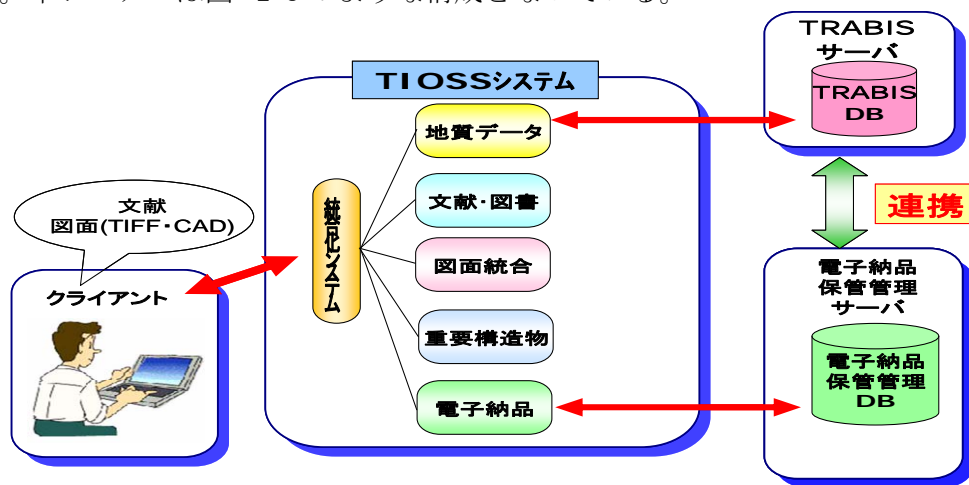 TRABIS
サーバ
TRABIS
DB
TIOSSシステム
地質データ
文献・図書
図面統合
重要構造物
電子納品
統合化システム
文献
図面(TIFF・CAD)
クライアント
連携
電子納品
保管管理
サーバ
電子納品
保管管理
DB